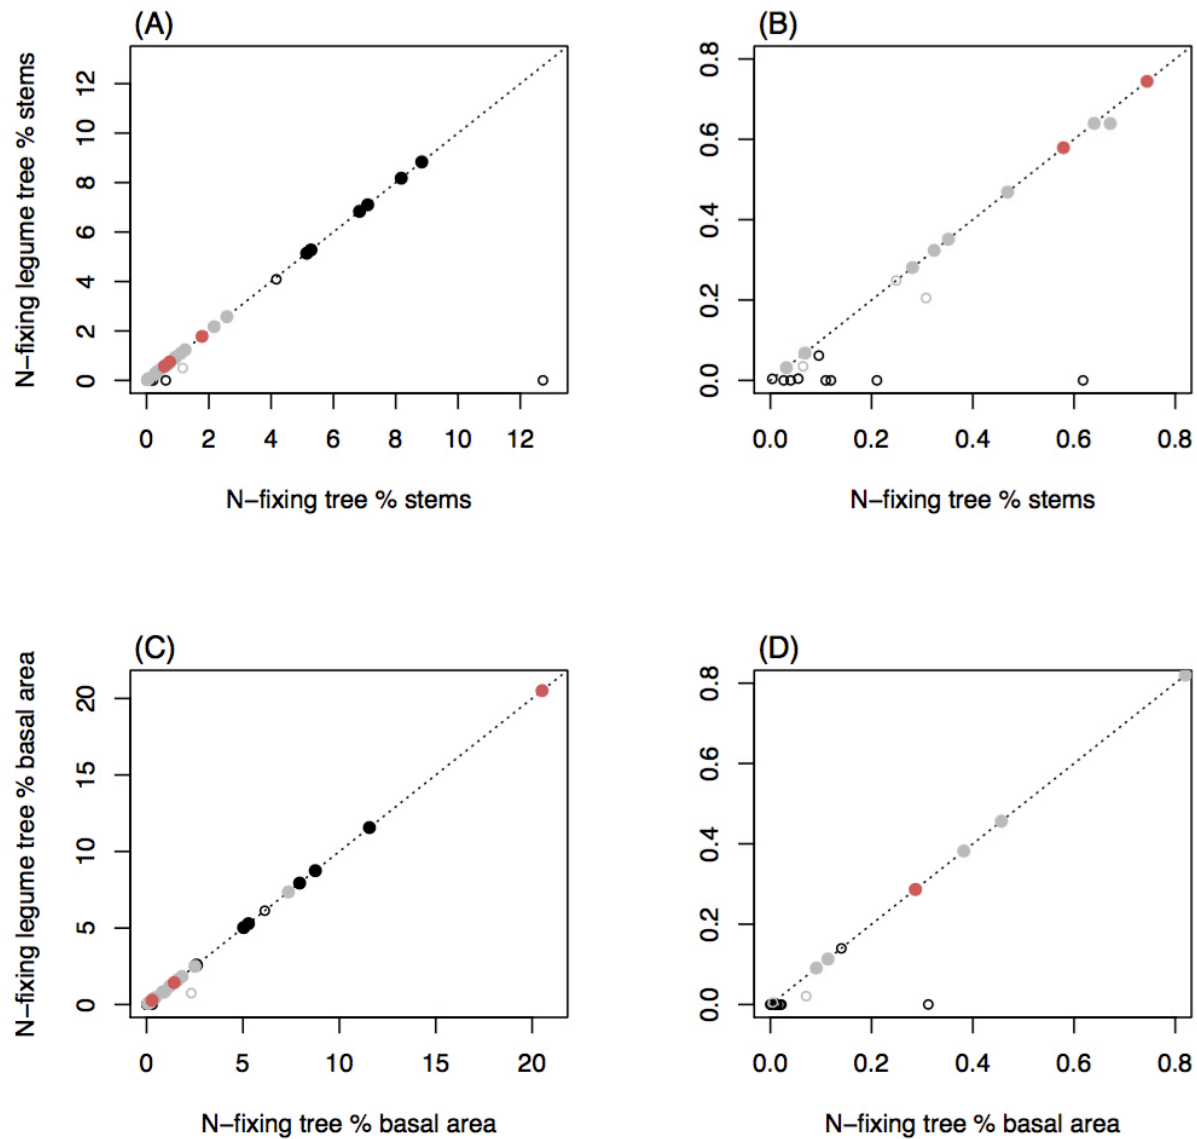 (A)
N−fixing legume tree % stems
12
10
8
6
4
2
0
0 2 4 6 8 10 12
N−fixing tree % stems
(B)
0.8
0.6
0.4
0.2
0.0
0.0 0.2 0.4 0.6 0.8
N−fixing tree % stems
(C)
N−fixing legume tree % basal area
20
15
10
5
0
0 5 10 15 20
N−fixing tree % basal area
(D)
0.8
0.6
0.4
0.2
0.0
0.0 0.2 0.4 0.6 0.8
N−fixing tree % basal area